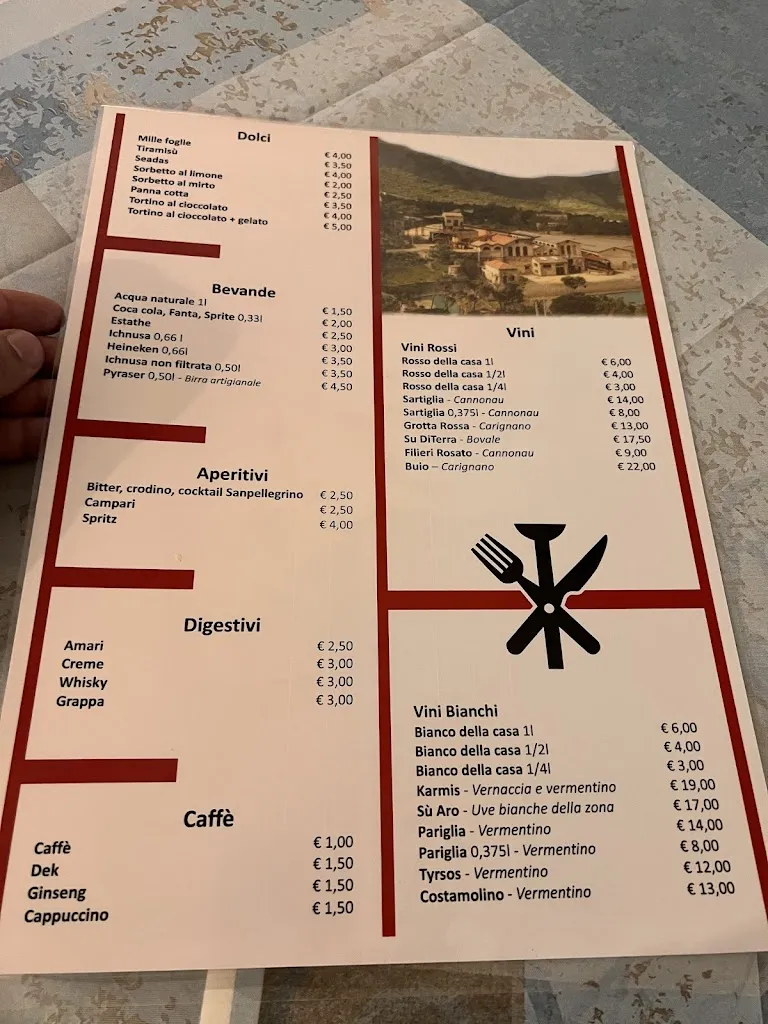 Dolci
Mille foglie € 4,00
Tiramisù € 3,50
Seadas € 4,00
Sorbetto al limone € 2,00
Sorbetto al mirto € 2,50
Panna cotta € 3,50
Tortino al cioccolato € 4,00
Tortino al cioccolato + gelato € 5,00
Bevande
Acqua naturale 1l € 1,50
Coca cola, Fanta, Sprite 0,33l € 2,00
Estathe € 2,50
Ichnusa 0,66 l € 3,00
Heineken 0,66l € 3,50
Ichnusa non filtrata 0,50l € 3,50
Pyraser 0,50l - Birra artigianale € 4,50
Aperitivi
Bitter, crodino, cocktail Sanpellegrino € 2,50
Campari € 2,50
Spritz € 4,00
Digestivi
Amari € 2,50
Creme € 3,00
Whisky € 3,00
Grappa € 3,00
Caffè
Caffè € 1,00
Dek € 1,50
Ginseng € 1,50
Cappuccino € 1,50
Vini
Vini Rossi
Rosso della casa 1l € 6,00
Rosso della casa 1/2l € 4,00
Rosso della casa 1/4l € 3,00
Sartiglia - Cannonau € 14,00
Sartiglia 0,375l - Cannonau € 8,00
Grotta Rossa - Carignano € 13,00
Su DiTerra - Bovale € 17,50
Filieri Rosato - Cannonau € 9,00
Buio – Carignano € 22,00
Vini Bianchi
Bianco della casa 1l € 6,00
Bianco della casa 1/2l € 4,00
Bianco della casa 1/4l € 3,00
Karmis - Vernaccia e vermentino € 19,00
Sù Aro - Uve bianche della zona € 17,00
Pariglia - Vermentino € 14,00
Pariglia 0,375l - Vermentino € 8,00
Tyrsos - Vermentino € 12,00
Costamolino - Vermentino € 13,00